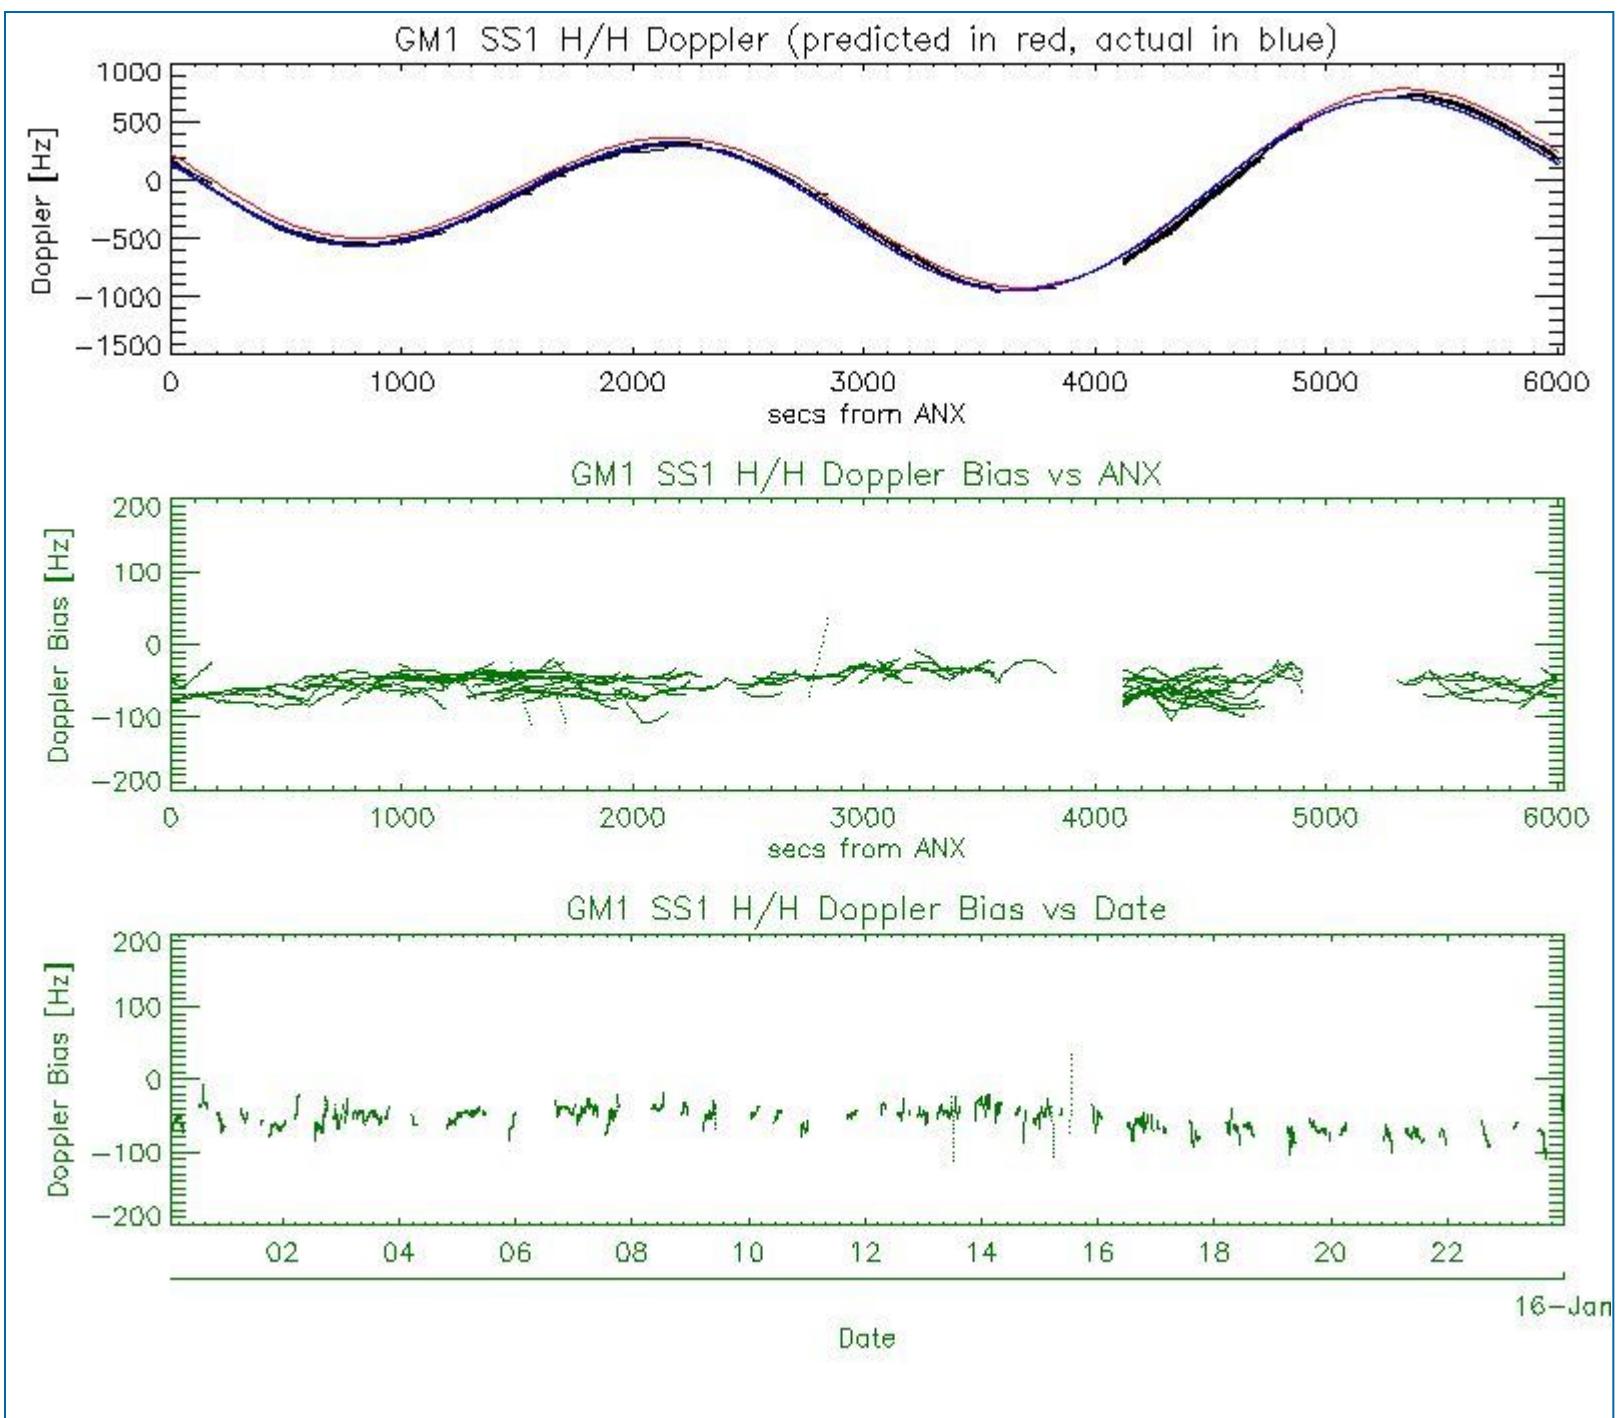 GM1 SS1 H/H Doppler (predicted in red, actual in blue)
Doppler [Hz]
1000
500
0
−500
−1000
−1500
0 1000 2000 3000 4000 5000 6000
secs from ANX
GM1 SS1 H/H Doppler Bias vs ANX
Doppler Bias [Hz]
200
100
0
−100
−200
0 1000 2000 3000 4000 5000 6000
secs from ANX
GM1 SS1 H/H Doppler Bias vs Date
Doppler Bias [Hz]
200
100
0
−100
−200
02 04 06 08 10 12 14 16 18 20 22
16−Jan
Date